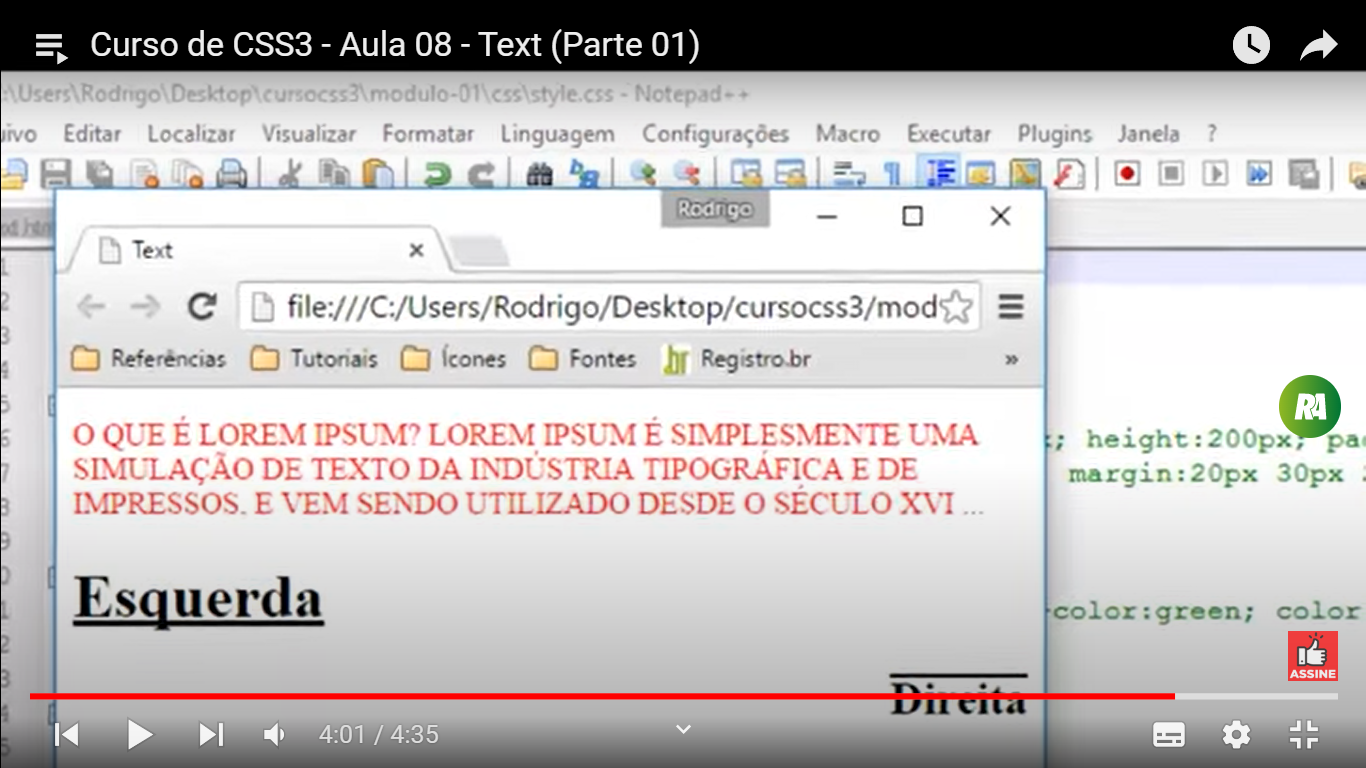 Curso de CSS3 - Aula 08 - Text (Parte 01)
:\Users\Rodrigo\Desktop\cursocss3\modulo-01\css\style.css - Notepad++
uivo Editar Localizar Visualizar Formatar Linguagem Configurações Macro Executar Plugins Janela ?
Rodrigo
Text
file:///C:/Users/Rodrigo/Desktop/cursocss3/mod
Referências Tutoriais Ícones Fontes Registro.br »
O QUE É LOREM IPSUM? LOREM IPSUM É SIMPLESMENTE UMA
SIMULAÇÃO DE TEXTO DA INDÚSTRIA TIPOGRÁFICA E DE
IMPRESSOS. E VEM SENDO UTILIZADO DESDE O SÉCULO XVI ...
RA
; height:200px; pad
margin:20px 30px
Esquerda
-color:green; color
ASSINE
Direita
4:01 / 4:35